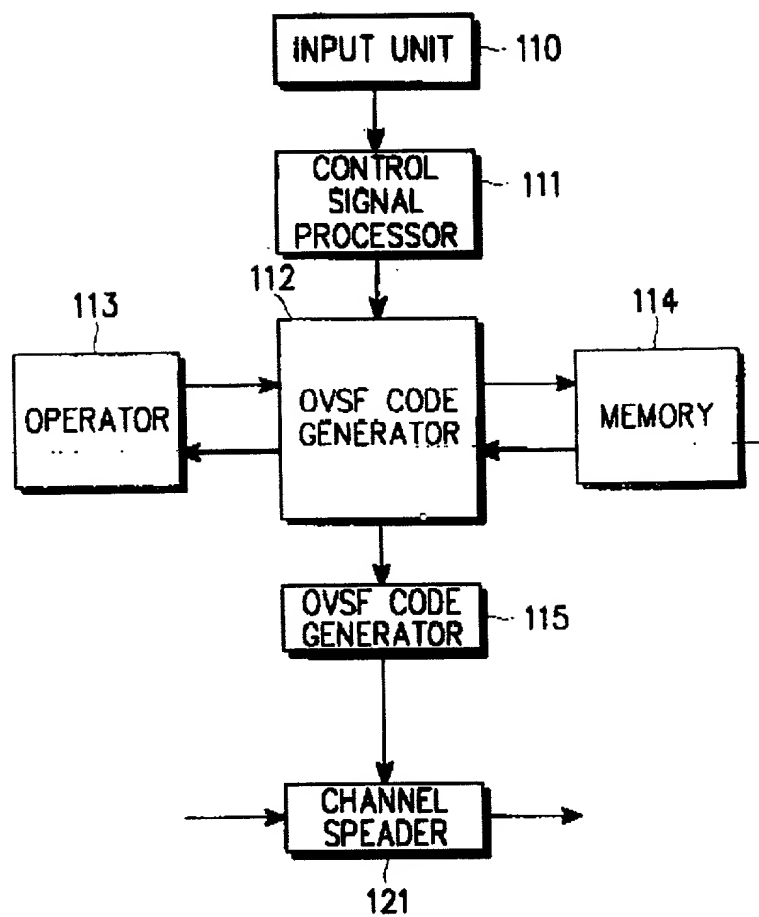 INPUT UNIT
110
CONTROL
SIGNAL
PROCESSOR
111
112
113
114
OPERATOR
OVSF CODE
GENERATOR
MEMORY
OVSF CODE
GENERATOR
115
CHANNEL
SPEADER
121